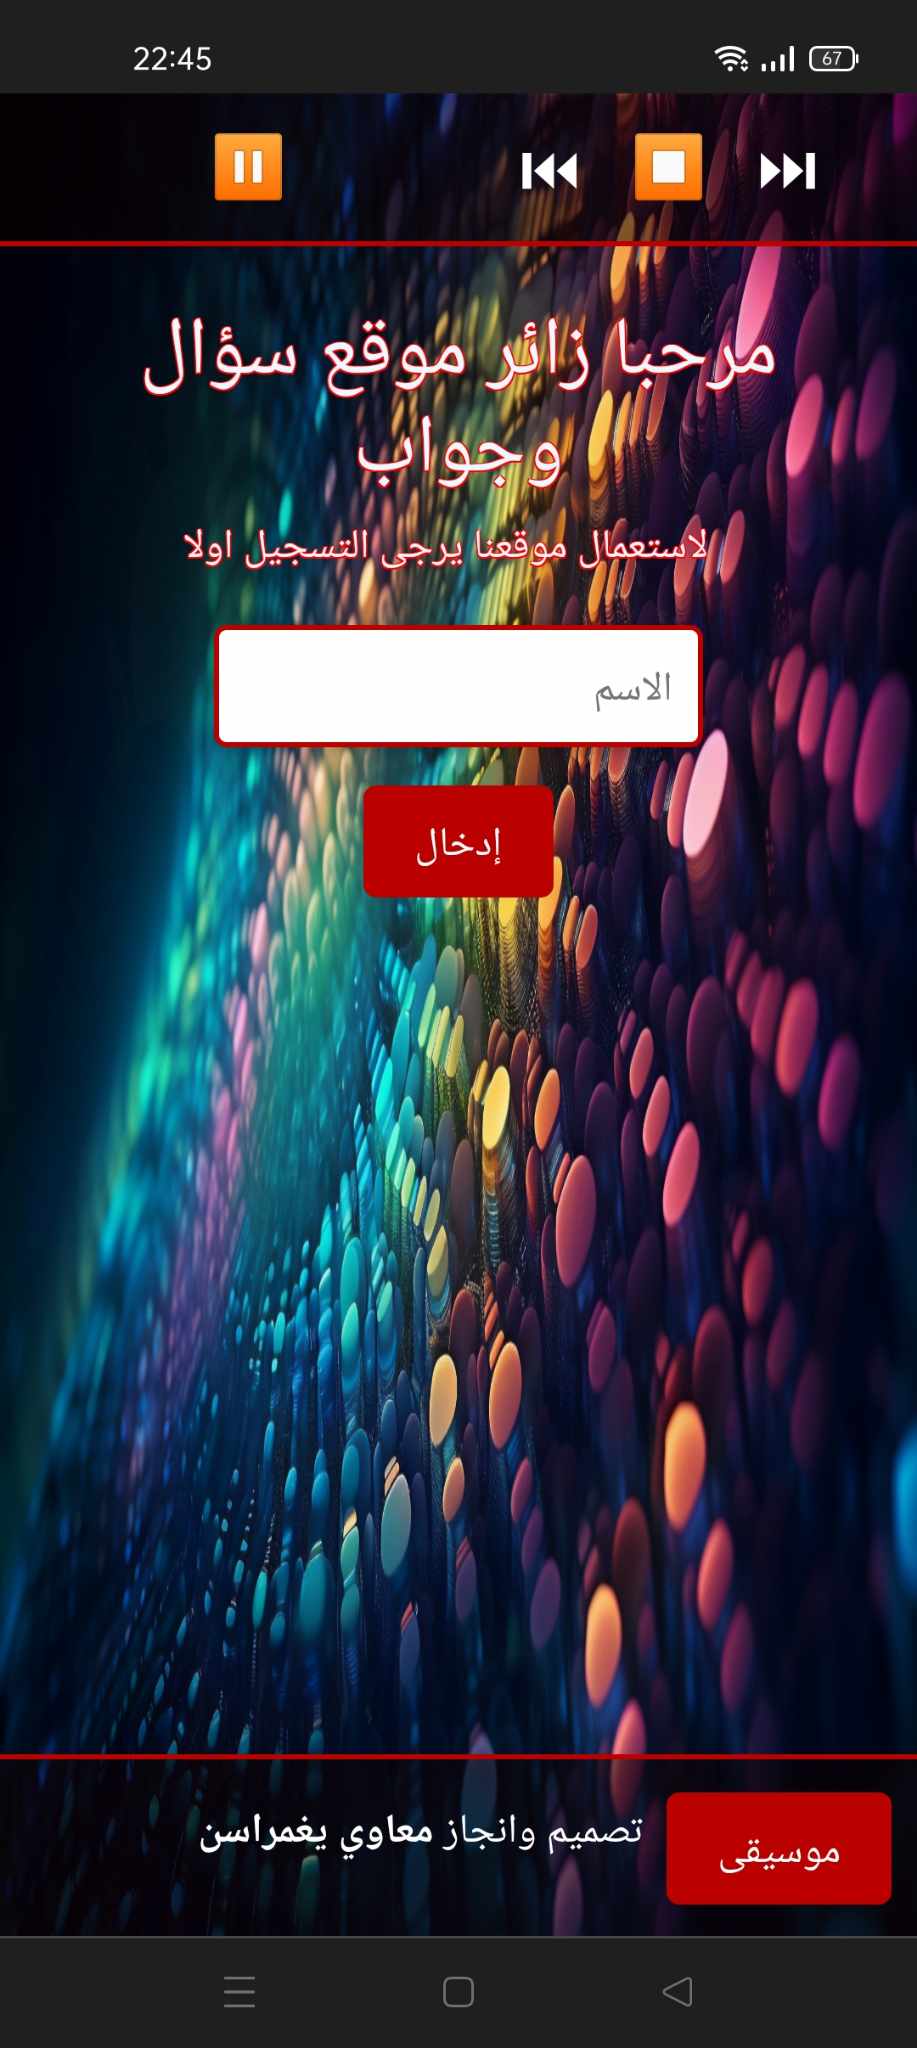 22:45
67
مرحبا زائر موقع سؤال
وجواب
لاستعمال موقعنا يرجى التسجيل اولا
الاسم
إدخال
تصميم وانجاز معاوي يغمراسن
موسيقى